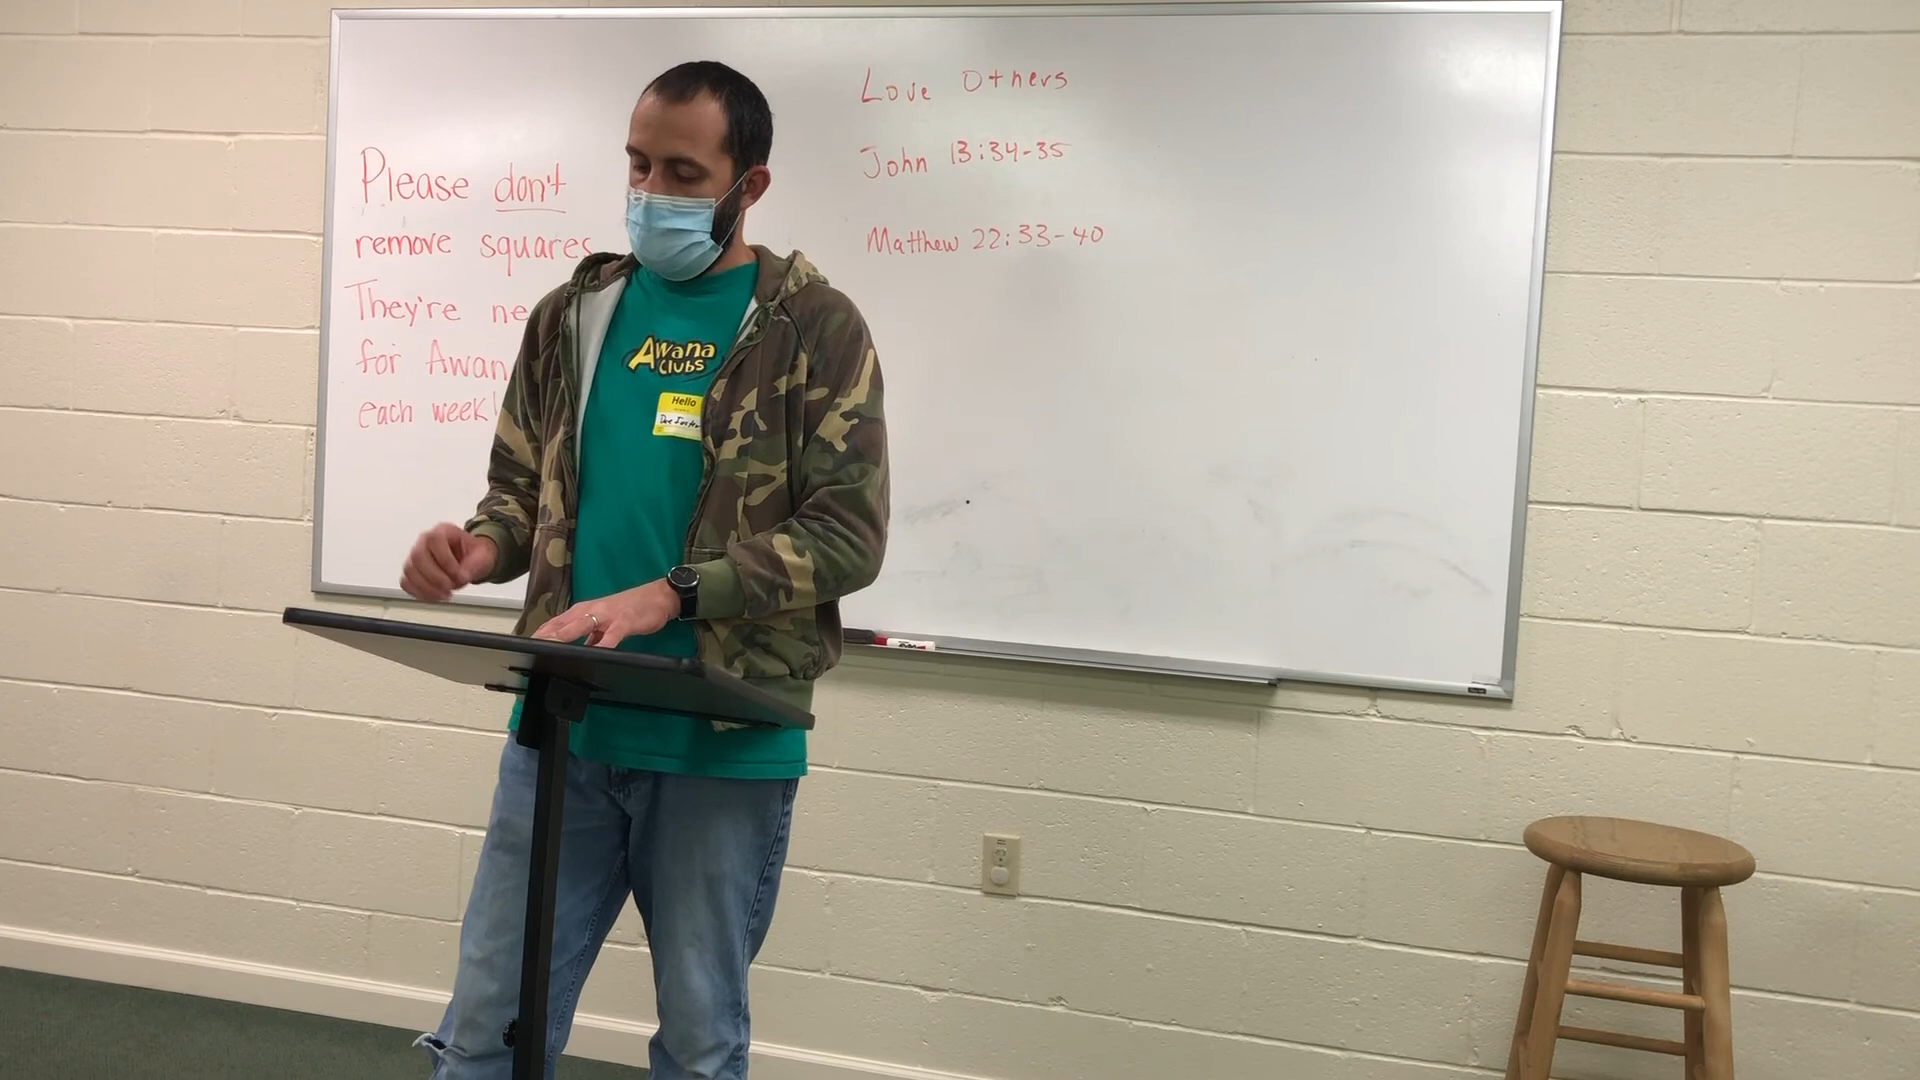 Please don't
remove squares
They're ne
for Awan
each week!
Love Others
John 13:34-35
Matthew 22:33-40
Awana
Clubs
Hello